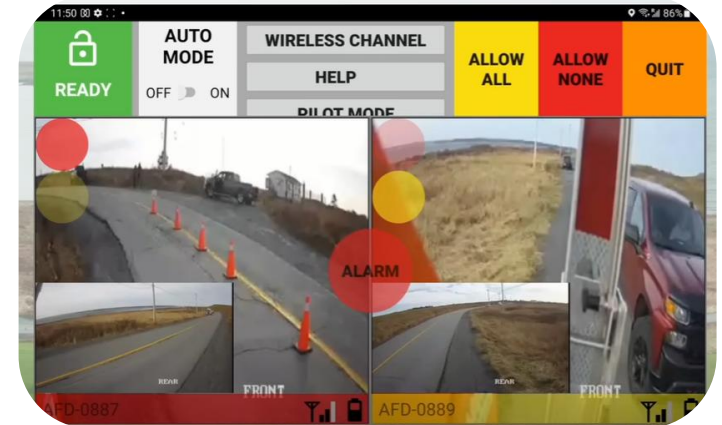 11:50
86%
READY
AUTO
MODE
OFF ON
WIRELESS CHANNEL
HELP
PILOT MODE
ALLOW
ALL
ALLOW
NONE
QUIT
ALARM
REAR
FRONT
REAR
FRONT
AFD-0887
AFD-0889